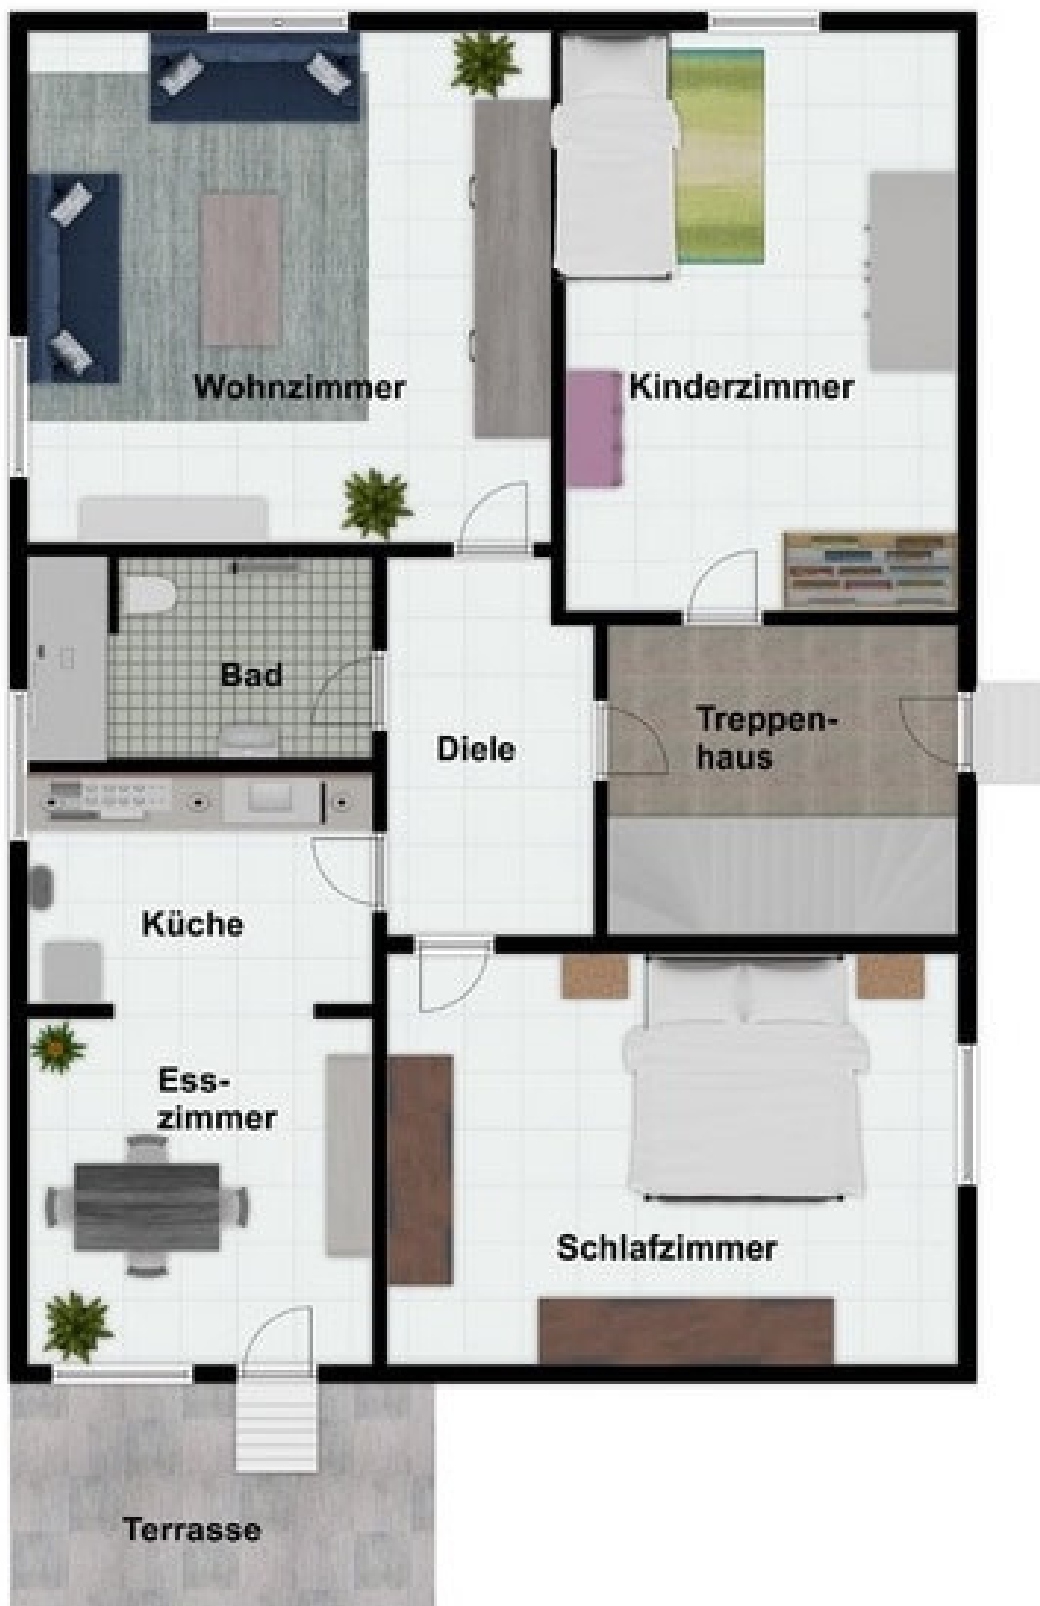 Wohnzimmer
Kinderzimmer
Bad
Diele
Treppen-
haus
Küche
Ess-
zimmer
Schlafzimmer
Terrasse